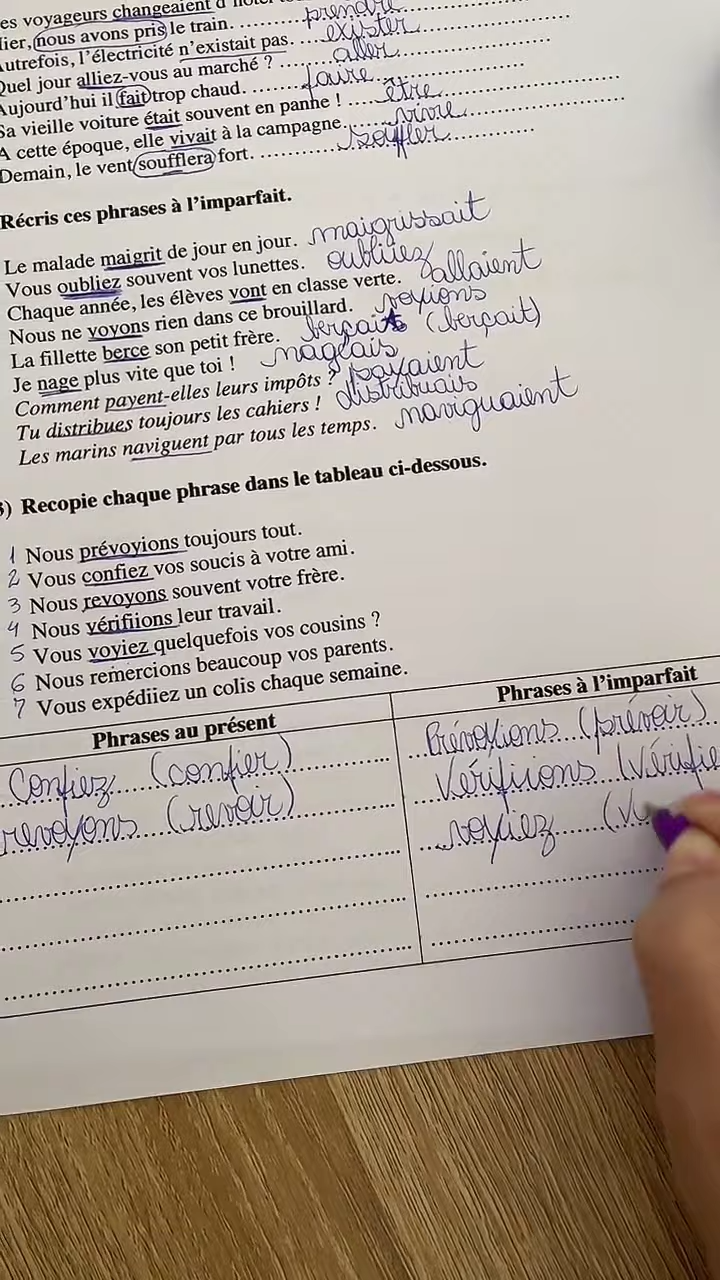 es voyageurs changeaient d'hôtel
nous avons pris le train. prendre
utrefois, l'électricité n'existait pas. exister
uel jour alliez-vous au marché ? aller
Aujourd'hui il fait trop chaud. faire
Sa vieille voiture était souvent en panne ! être
A cette époque, elle vivait à la campagne. vivre
Demain, le vent soufflera fort. souffler
Récris ces phrases à l'imparfait.
Le malade maigrit de jour en jour. maigrissait
Vous oubliez souvent vos lunettes. oubliiez
Chaque année, les élèves vont en classe verte. allaient
Nous ne voyons rien dans ce brouillard. voyions
La fillette berce son petit frère. berçait (berçait)
Je nage plus vite que toi ! nageais
Comment payent-elles leurs impôts ? payaient
Tu distribues toujours les cahiers ! distribuais
Les marins naviguent par tous les temps. naviguaient
) Recopie chaque phrase dans le tableau ci-dessous.
1 Nous prévoyions toujours tout.
2 Vous confiez vos soucis à votre ami.
3 Nous revoyons souvent votre frère.
4 Nous vérifiions leur travail.
5 Vous voyiez quelquefois vos cousins ?
6 Nous remercions beaucoup vos parents.
7 Vous expédiiez un colis chaque semaine.
Phrases au présent Phrases à l'imparfait
Confiez (confier) Prévoyions (prévoir)
revoyons (revoir) Vérifiions (Vérifie
voyiez (V